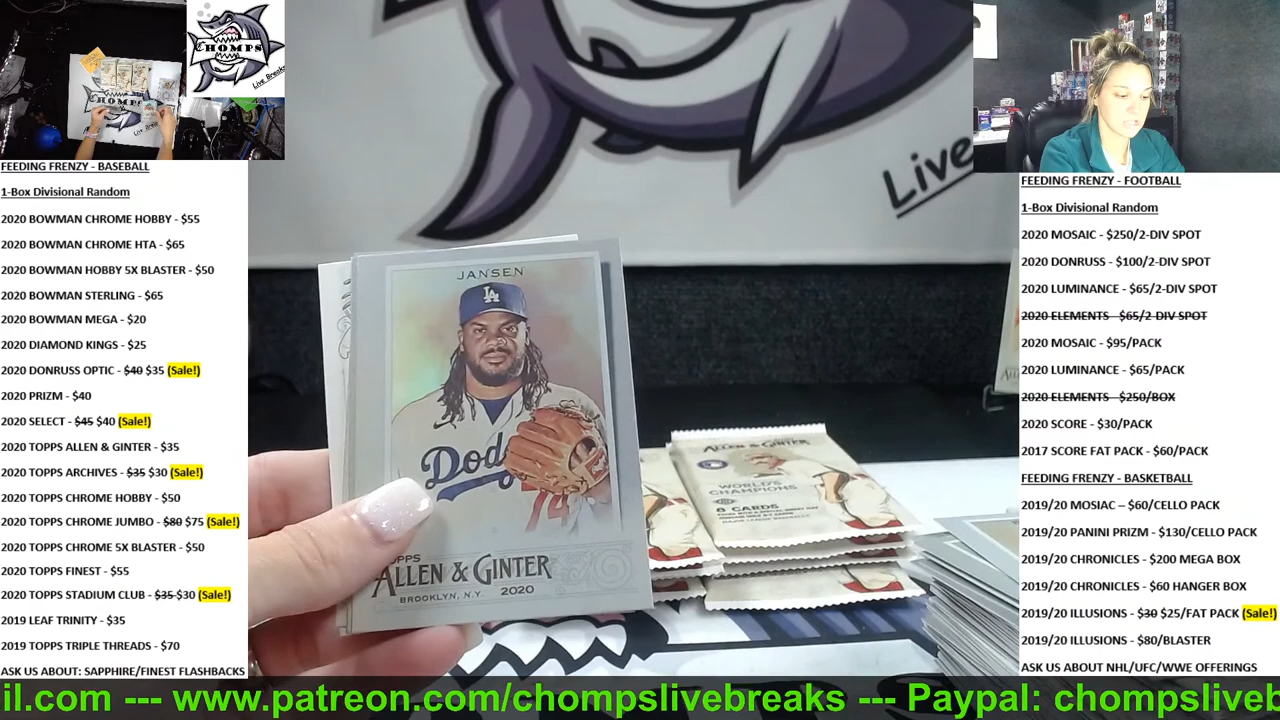 CHOMPS
Live Breaks
CHOMPS
FEEDING FRENZY - BASEBALL
1-Box Divisional Random
2020 BOWMAN CHROME HOBBY - $55
2020 BOWMAN CHROME HTA - $65
2020 BOWMAN HOBBY 5X BLASTER - $50
2020 BOWMAN STERLING - $65
2020 BOWMAN MEGA - $20
2020 DIAMOND KINGS - $25
2020 DONRUSS OPTIC - $40 $35 (Sale!)
2020 PRIZM - $40
2020 SELECT - $45 $40 (Sale!)
2020 TOPPS ALLEN & GINTER - $35
2020 TOPPS ARCHIVES - $35 $30 (Sale!)
2020 TOPPS CHROME HOBBY - $50
2020 TOPPS CHROME JUMBO - $80 $75 (Sale!)
2020 TOPPS CHROME 5X BLASTER - $50
2020 TOPPS FINEST - $55
2020 TOPPS STADIUM CLUB - $35 $30 (Sale!)
2019 LEAF TRINITY - $35
2019 TOPPS TRIPLE THREADS - $70
ASK US ABOUT: SAPPHIRE/FINEST FLASHBACKS
Live
JANSEN
LA
Dod
TOPPS
ALLEN & GINTER
BROOKLYN, N.Y. 2020
ALLEN & GINTER
WORLD'S
CHAMPIONS
8 CARDS
FEEDING FRENZY - FOOTBALL
1-Box Divisional Random
2020 MOSAIC - $250/2-DIV SPOT
2020 DONRUSS - $100/2-DIV SPOT
2020 LUMINANCE - $65/2-DIV SPOT
2020 ELEMENTS - $65/2-DIV SPOT
2020 MOSAIC - $95/PACK
2020 LUMINANCE - $65/PACK
2020 ELEMENTS - $250/BOX
2020 SCORE - $30/PACK
2017 SCORE FAT PACK - $60/PACK
FEEDING FRENZY - BASKETBALL
2019/20 MOSIAC – $60/CELLO PACK
2019/20 PANINI PRIZM - $130/CELLO PACK
2019/20 CHRONICLES - $200 MEGA BOX
2019/20 CHRONICLES - $60 HANGER BOX
2019/20 ILLUSIONS - $30 $25/FAT PACK (Sale!)
2019/20 ILLUSIONS - $80/BLASTER
ASK US ABOUT NHL/UFC/WWE OFFERINGS
il.com --- www.patreon.com/chompslivebreaks --- Paypal: chompsliveb